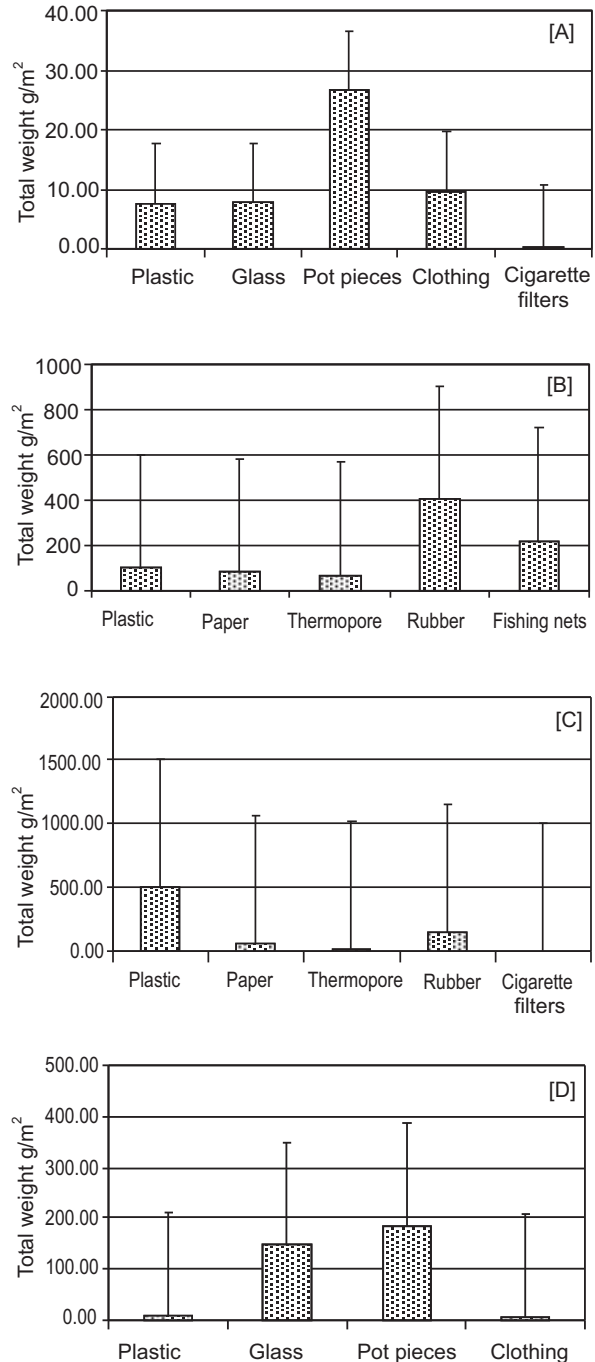 [A]
Total weight g/m²
40.00
30.00
20.00
10.00
0.00
Plastic Glass Pot pieces Clothing Cigarette
filters
[B]
Total weight g/m²
1000
800
600
400
200
0
Plastic Paper Thermopore Rubber Fishing nets
[C]
Total weight g/m²
2000.00
1500.00
1000.00
500.00
0.00
Plastic Paper Thermopore Rubber Cigarette
filters
[D]
Total weight g/m²
500.00
400.00
300.00
200.00
100.00
0.00
Plastic Glass Pot pieces Clothing